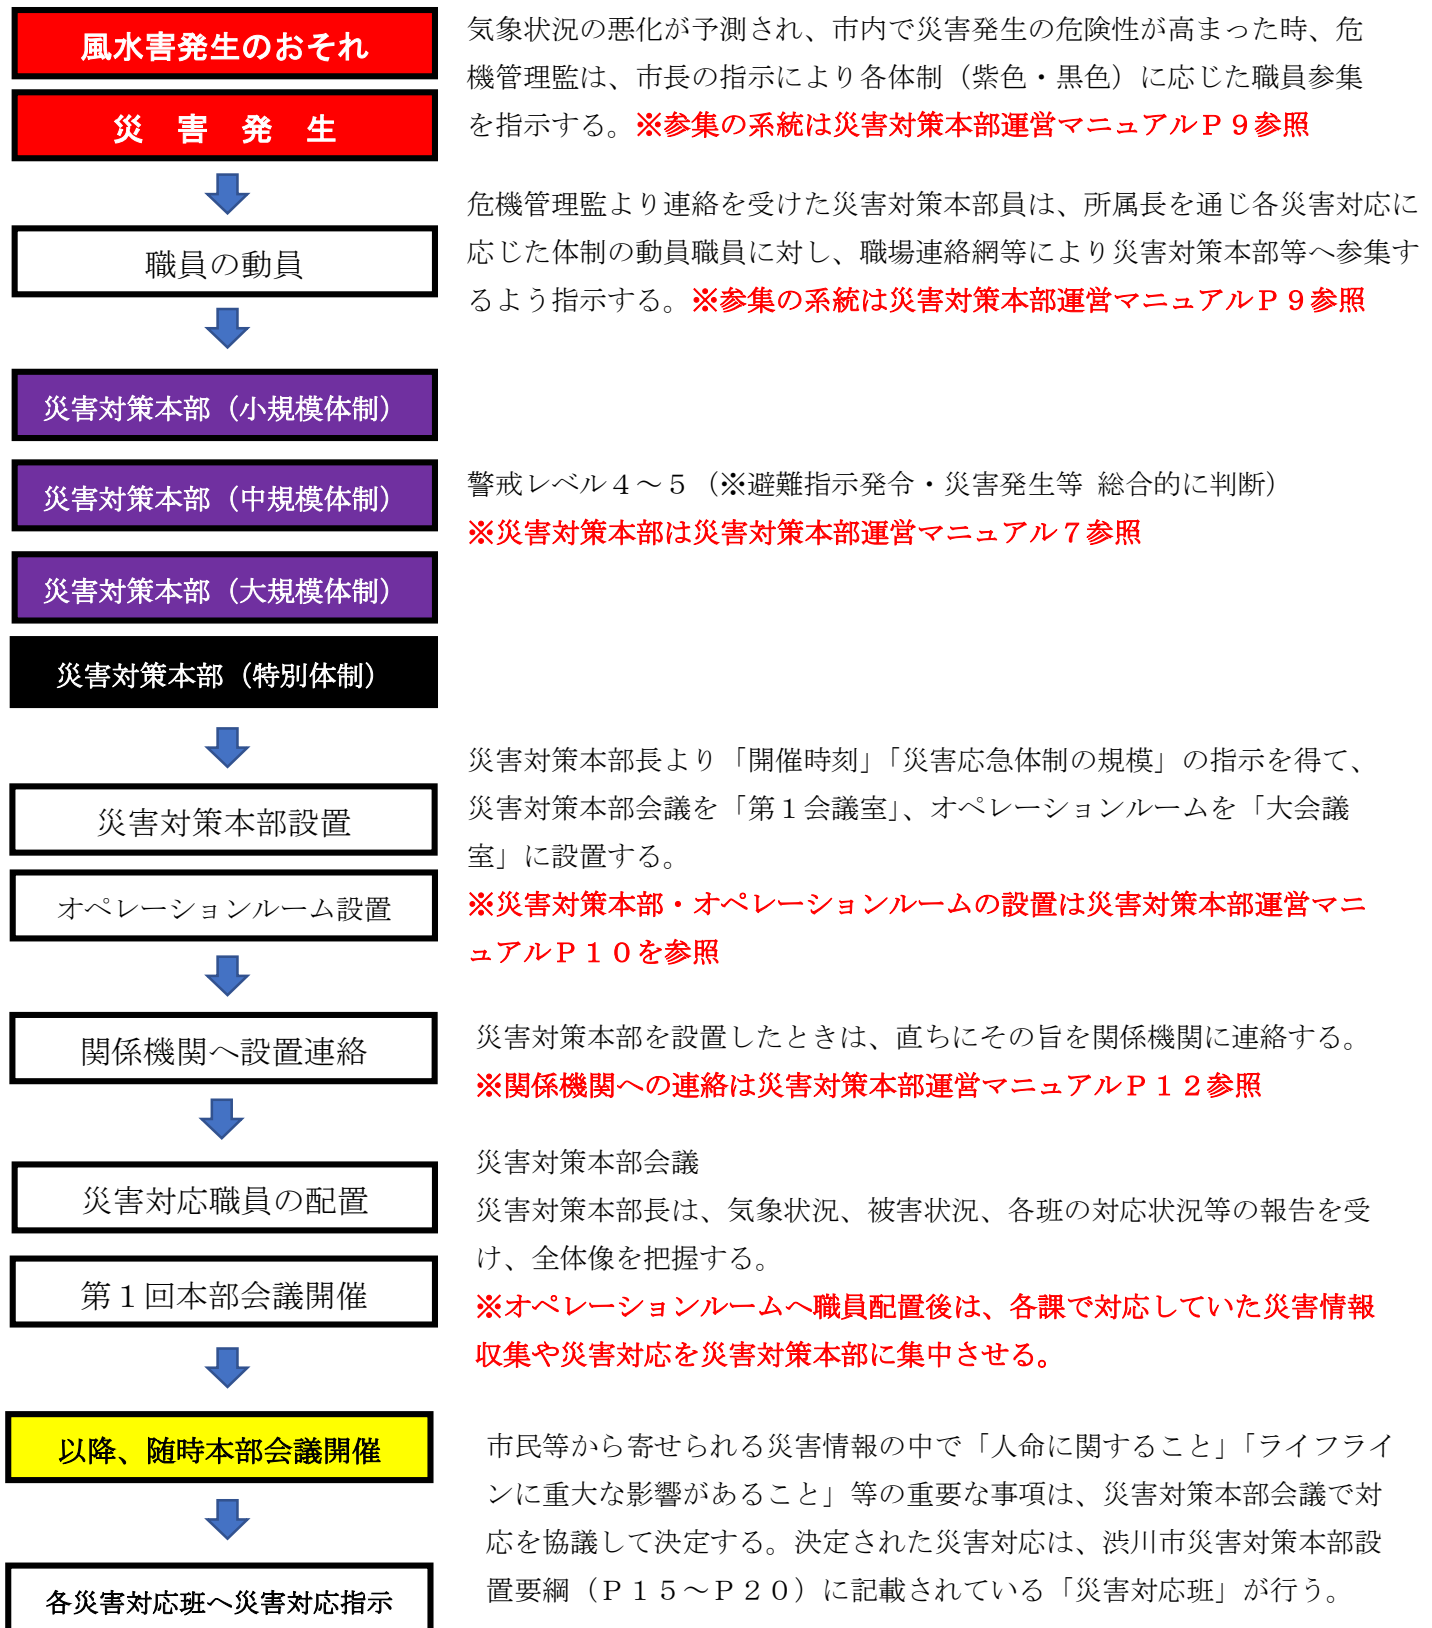 風水害発生のおそれ
災　害　発　生
気象状況の悪化が予測され、市内で災害発生の危険性が高まった時、危
機管理監は、市長の指示により各体制（紫色・黒色）に応じた職員参集
を指示する。※参集の系統は災害対策本部運営マニュアルＰ９参照
職員の動員
危機管理監より連絡を受けた災害対策本部員は、所属長を通じ各災害対応に
応じた体制の動員職員に対し、職場連絡網等により災害対策本部等へ参集す
るよう指示する。※参集の系統は災害対策本部運営マニュアルＰ９参照
災害対策本部（小規模体制）
災害対策本部（中規模体制）
災害対策本部（大規模体制）
災害対策本部（特別体制）
警戒レベル４～５（※避難指示発令・災害発生等 総合的に判断）
※災害対策本部は災害対策本部運営マニュアル７参照
災害対策本部設置
オペレーションルーム設置
災害対策本部長より「開催時刻」「災害応急体制の規模」の指示を得て、
災害対策本部会議を「第１会議室」、オペレーションルームを「大会議
室」に設置する。
※災害対策本部・オペレーションルームの設置は災害対策本部運営マニ
ュアルＰ１０を参照
関係機関へ設置連絡
災害対策本部を設置したときは、直ちにその旨を関係機関に連絡する。
※関係機関への連絡は災害対策本部運営マニュアルＰ１２参照
災害対応職員の配置
第１回本部会議開催
災害対策本部会議
災害対策本部長は、気象状況、被害状況、各班の対応状況等の報告を受
け、全体像を把握する。
※オペレーションルームへ職員配置後は、各課で対応していた災害情報
収集や災害対応を災害対策本部に集中させる。
以降、随時本部会議開催
各災害対応班へ災害対応指示
市民等から寄せられる災害情報の中で「人命に関すること」「ライフライ
ンに重大な影響があること」等の重要な事項は、災害対策本部会議で対
応を協議して決定する。決定された災害対応は、渋川市災害対策本部設
置要綱（Ｐ１５～Ｐ２０）に記載されている「災害対応班」が行う。